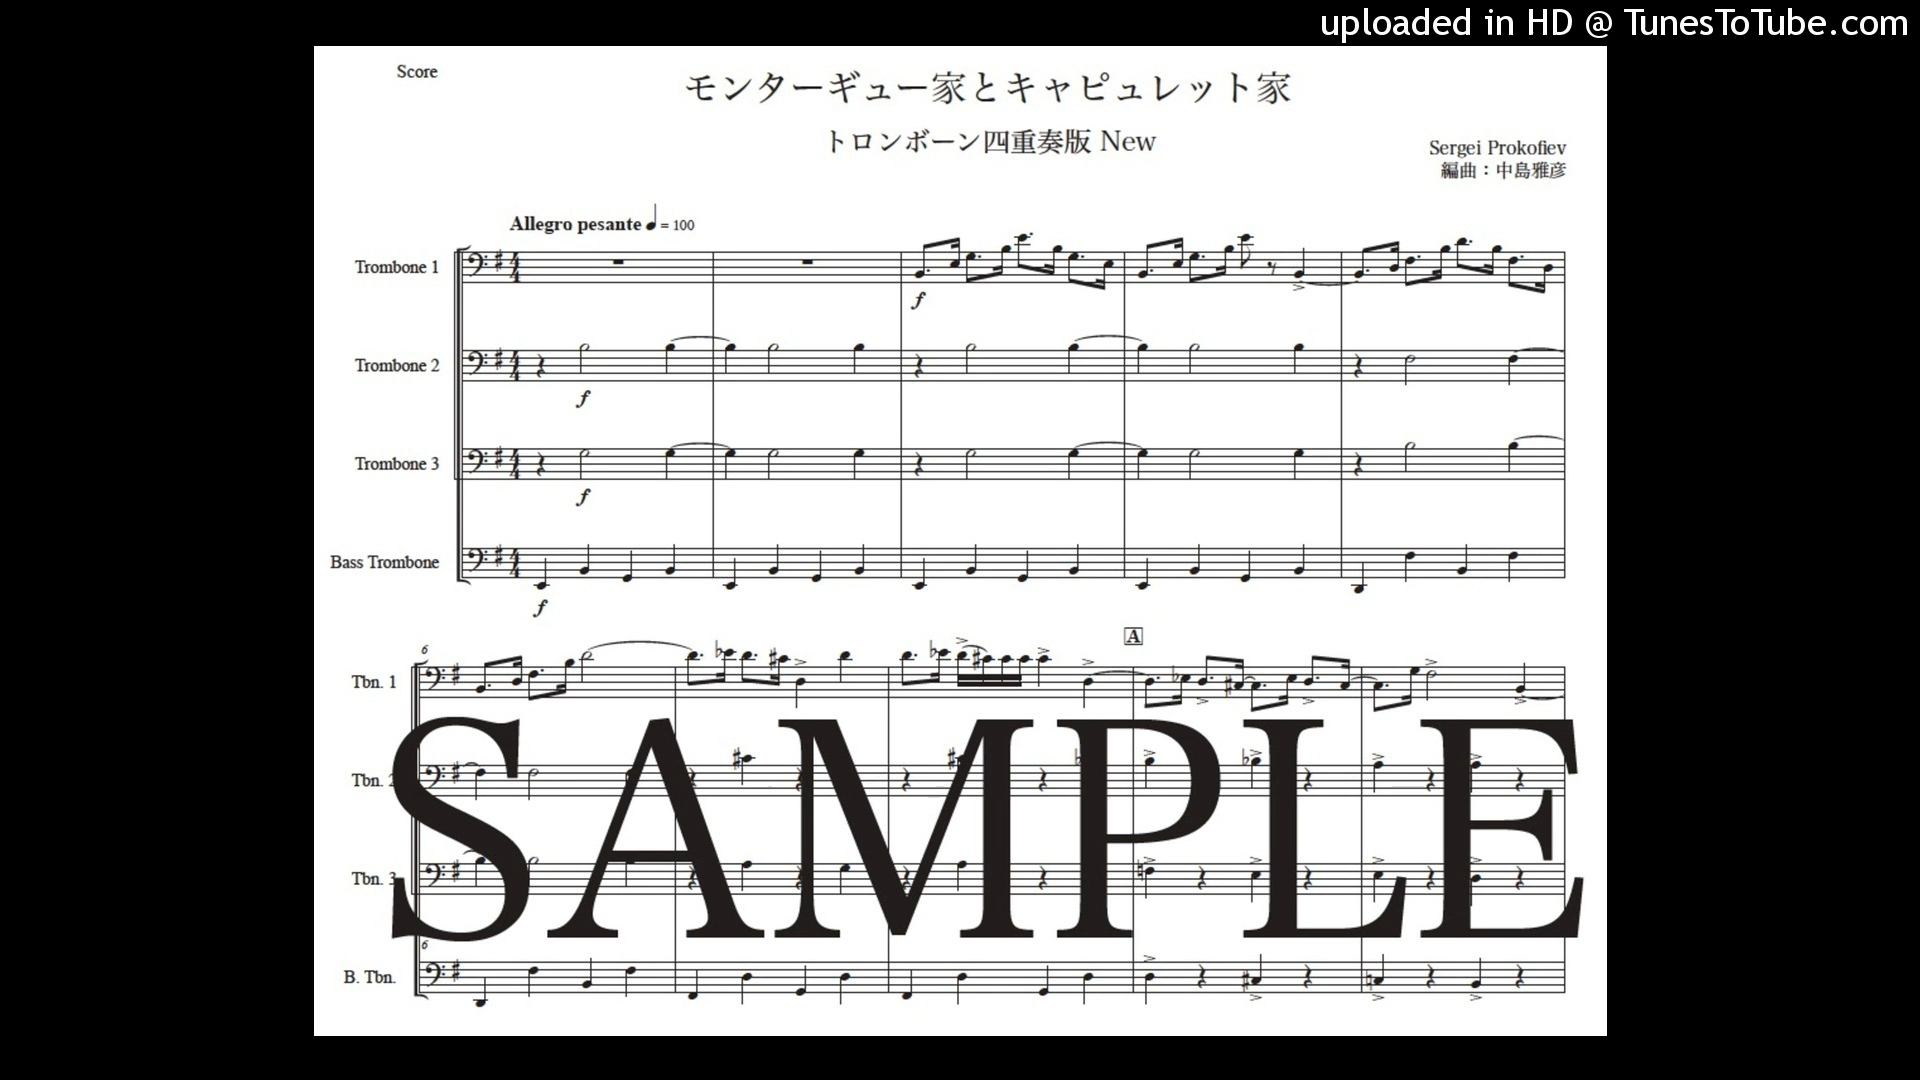 uploaded in HD @ TunesToTube.com
Score
モンターギュー家とキャピュレット家
トロンボーン四重奏版 New
Sergei Prokofiev
編曲：中島雅彦
Allegro pesante ♩ = 100
Trombone 1
f
Trombone 2
f
Trombone 3
f
Bass Trombone
f
6
A
Tbn. 1
Tbn. 2
Tbn. 3
6
B. Tbn.
SAMPLE